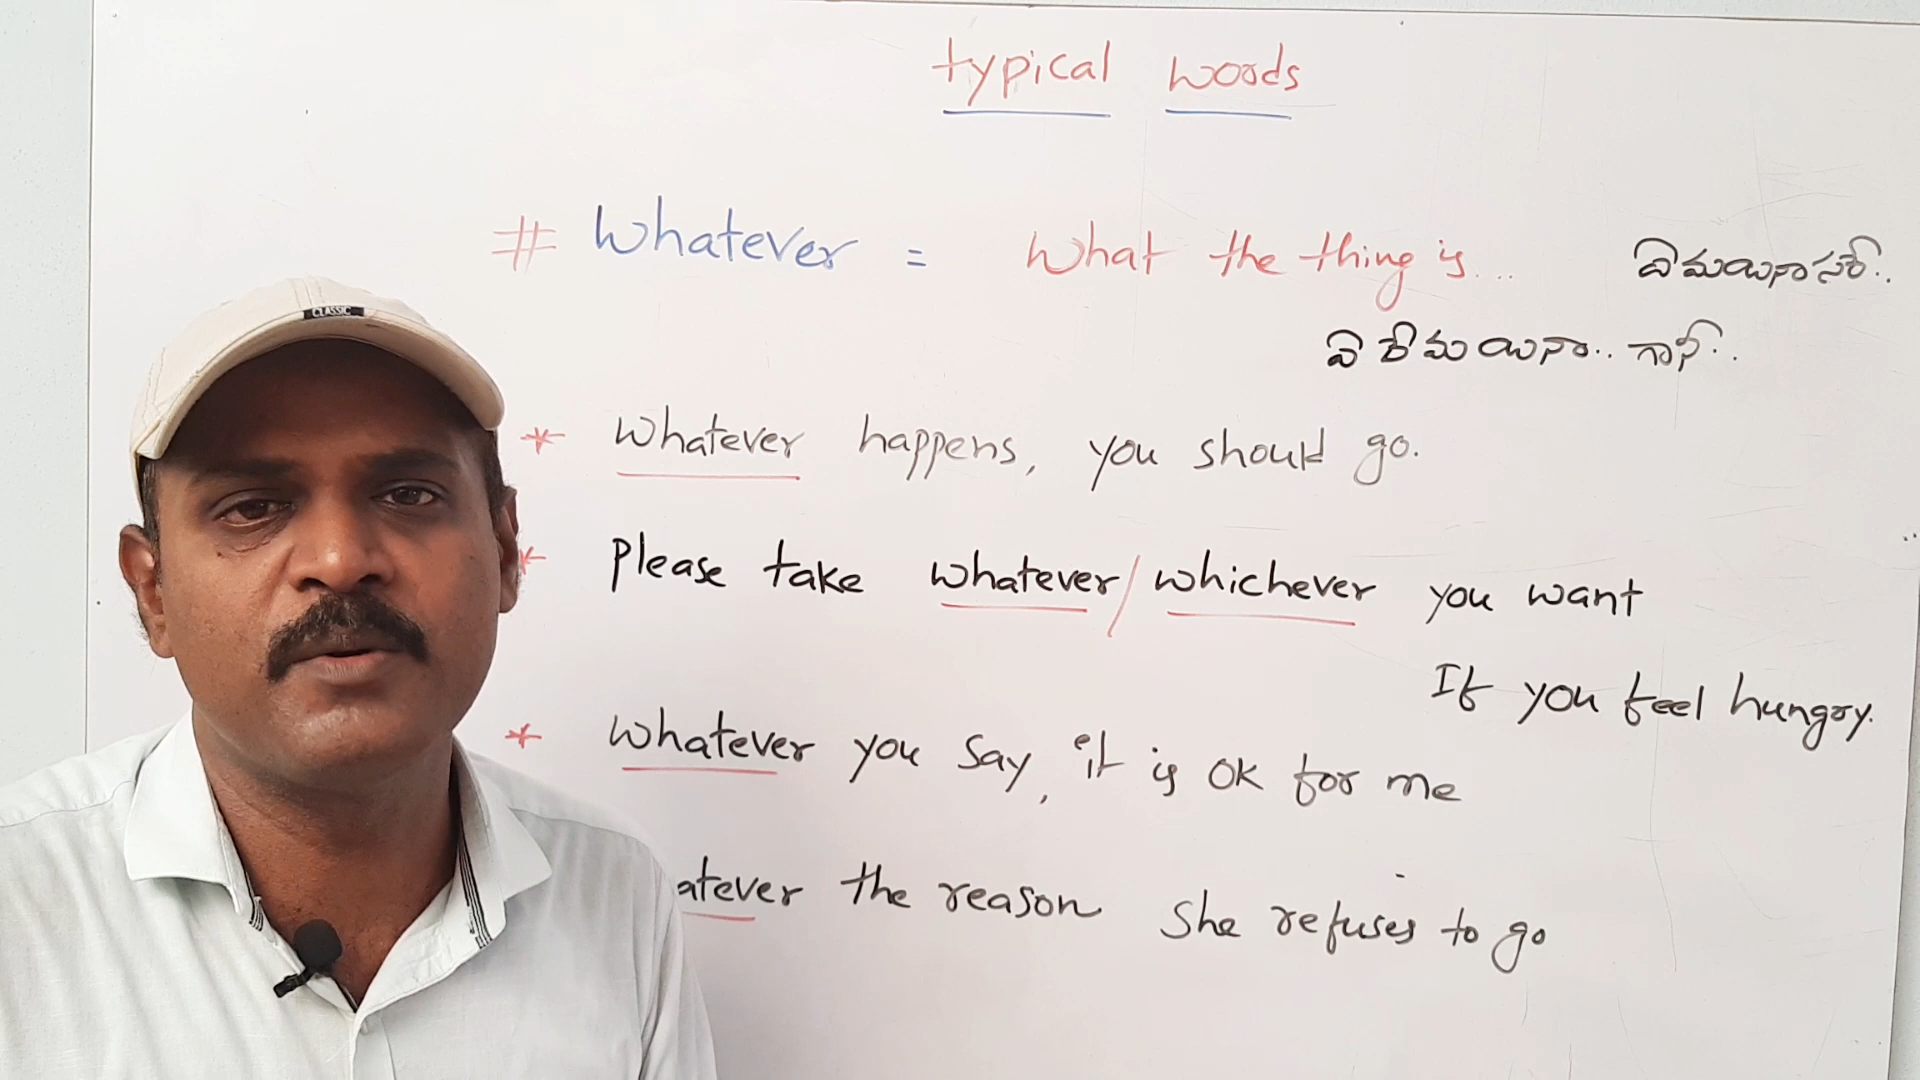 typical words
# Whatever = What the thing is... ఏమయినాసరే..
ఏదేమయినా.. గానీ..
* Whatever happens, you should go.
* Please take whatever/whichever you want
If you feel hungry.
* Whatever you say, it is ok for me
atever the reason she refuses to go
CLASSIC